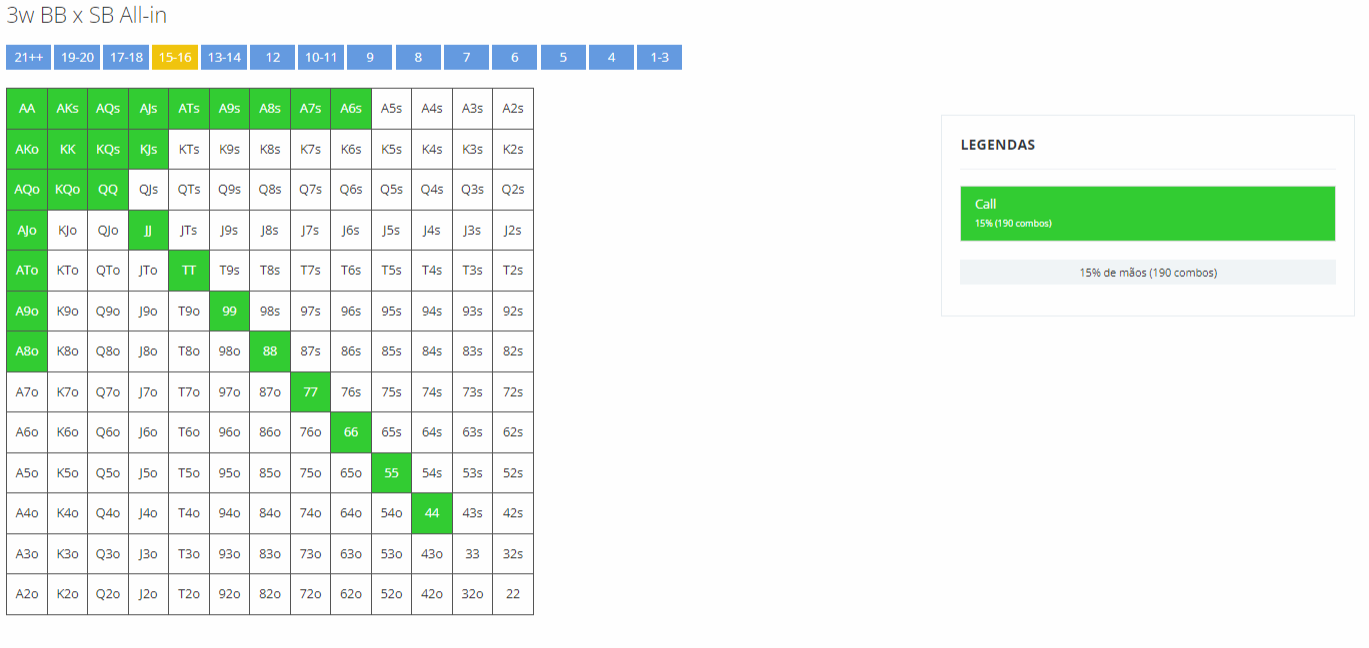 3w BB x SB All-in
21++ 19-20 17-18 15-16 13-14 12 10-11 9 8 7 6 5 4 1-3
AA AKs AQs AJs ATs A9s A8s A7s A6s A5s A4s A3s A2s
AKo KK KQs KJs KTs K9s K8s K7s K6s K5s K4s K3s K2s
AQo KQo QQ QJs QTs Q9s Q8s Q7s Q6s Q5s Q4s Q3s Q2s
AJo KJo QJo JJ JTs J9s J8s J7s J6s J5s J4s J3s J2s
ATo KTo QTo JTo TT T9s T8s T7s T6s T5s T4s T3s T2s
A9o K9o Q9o J9o T9o 99 98s 97s 96s 95s 94s 93s 92s
A8o K8o Q8o J8o T8o 98o 88 87s 86s 85s 84s 83s 82s
A7o K7o Q7o J7o T7o 97o 87o 77 76s 75s 74s 73s 72s
A6o K6o Q6o J6o T6o 96o 86o 76o 66 65s 64s 63s 62s
A5o K5o Q5o J5o T5o 95o 85o 75o 65o 55 54s 53s 52s
A4o K4o Q4o J4o T4o 94o 84o 74o 64o 54o 44 43s 42s
A3o K3o Q3o J3o T3o 93o 83o 73o 63o 53o 43o 33 32s
A2o K2o Q2o J2o T2o 92o 82o 72o 62o 52o 42o 32o 22
LEGENDAS
Call
15% (190 combos)
15% de mãos (190 combos)